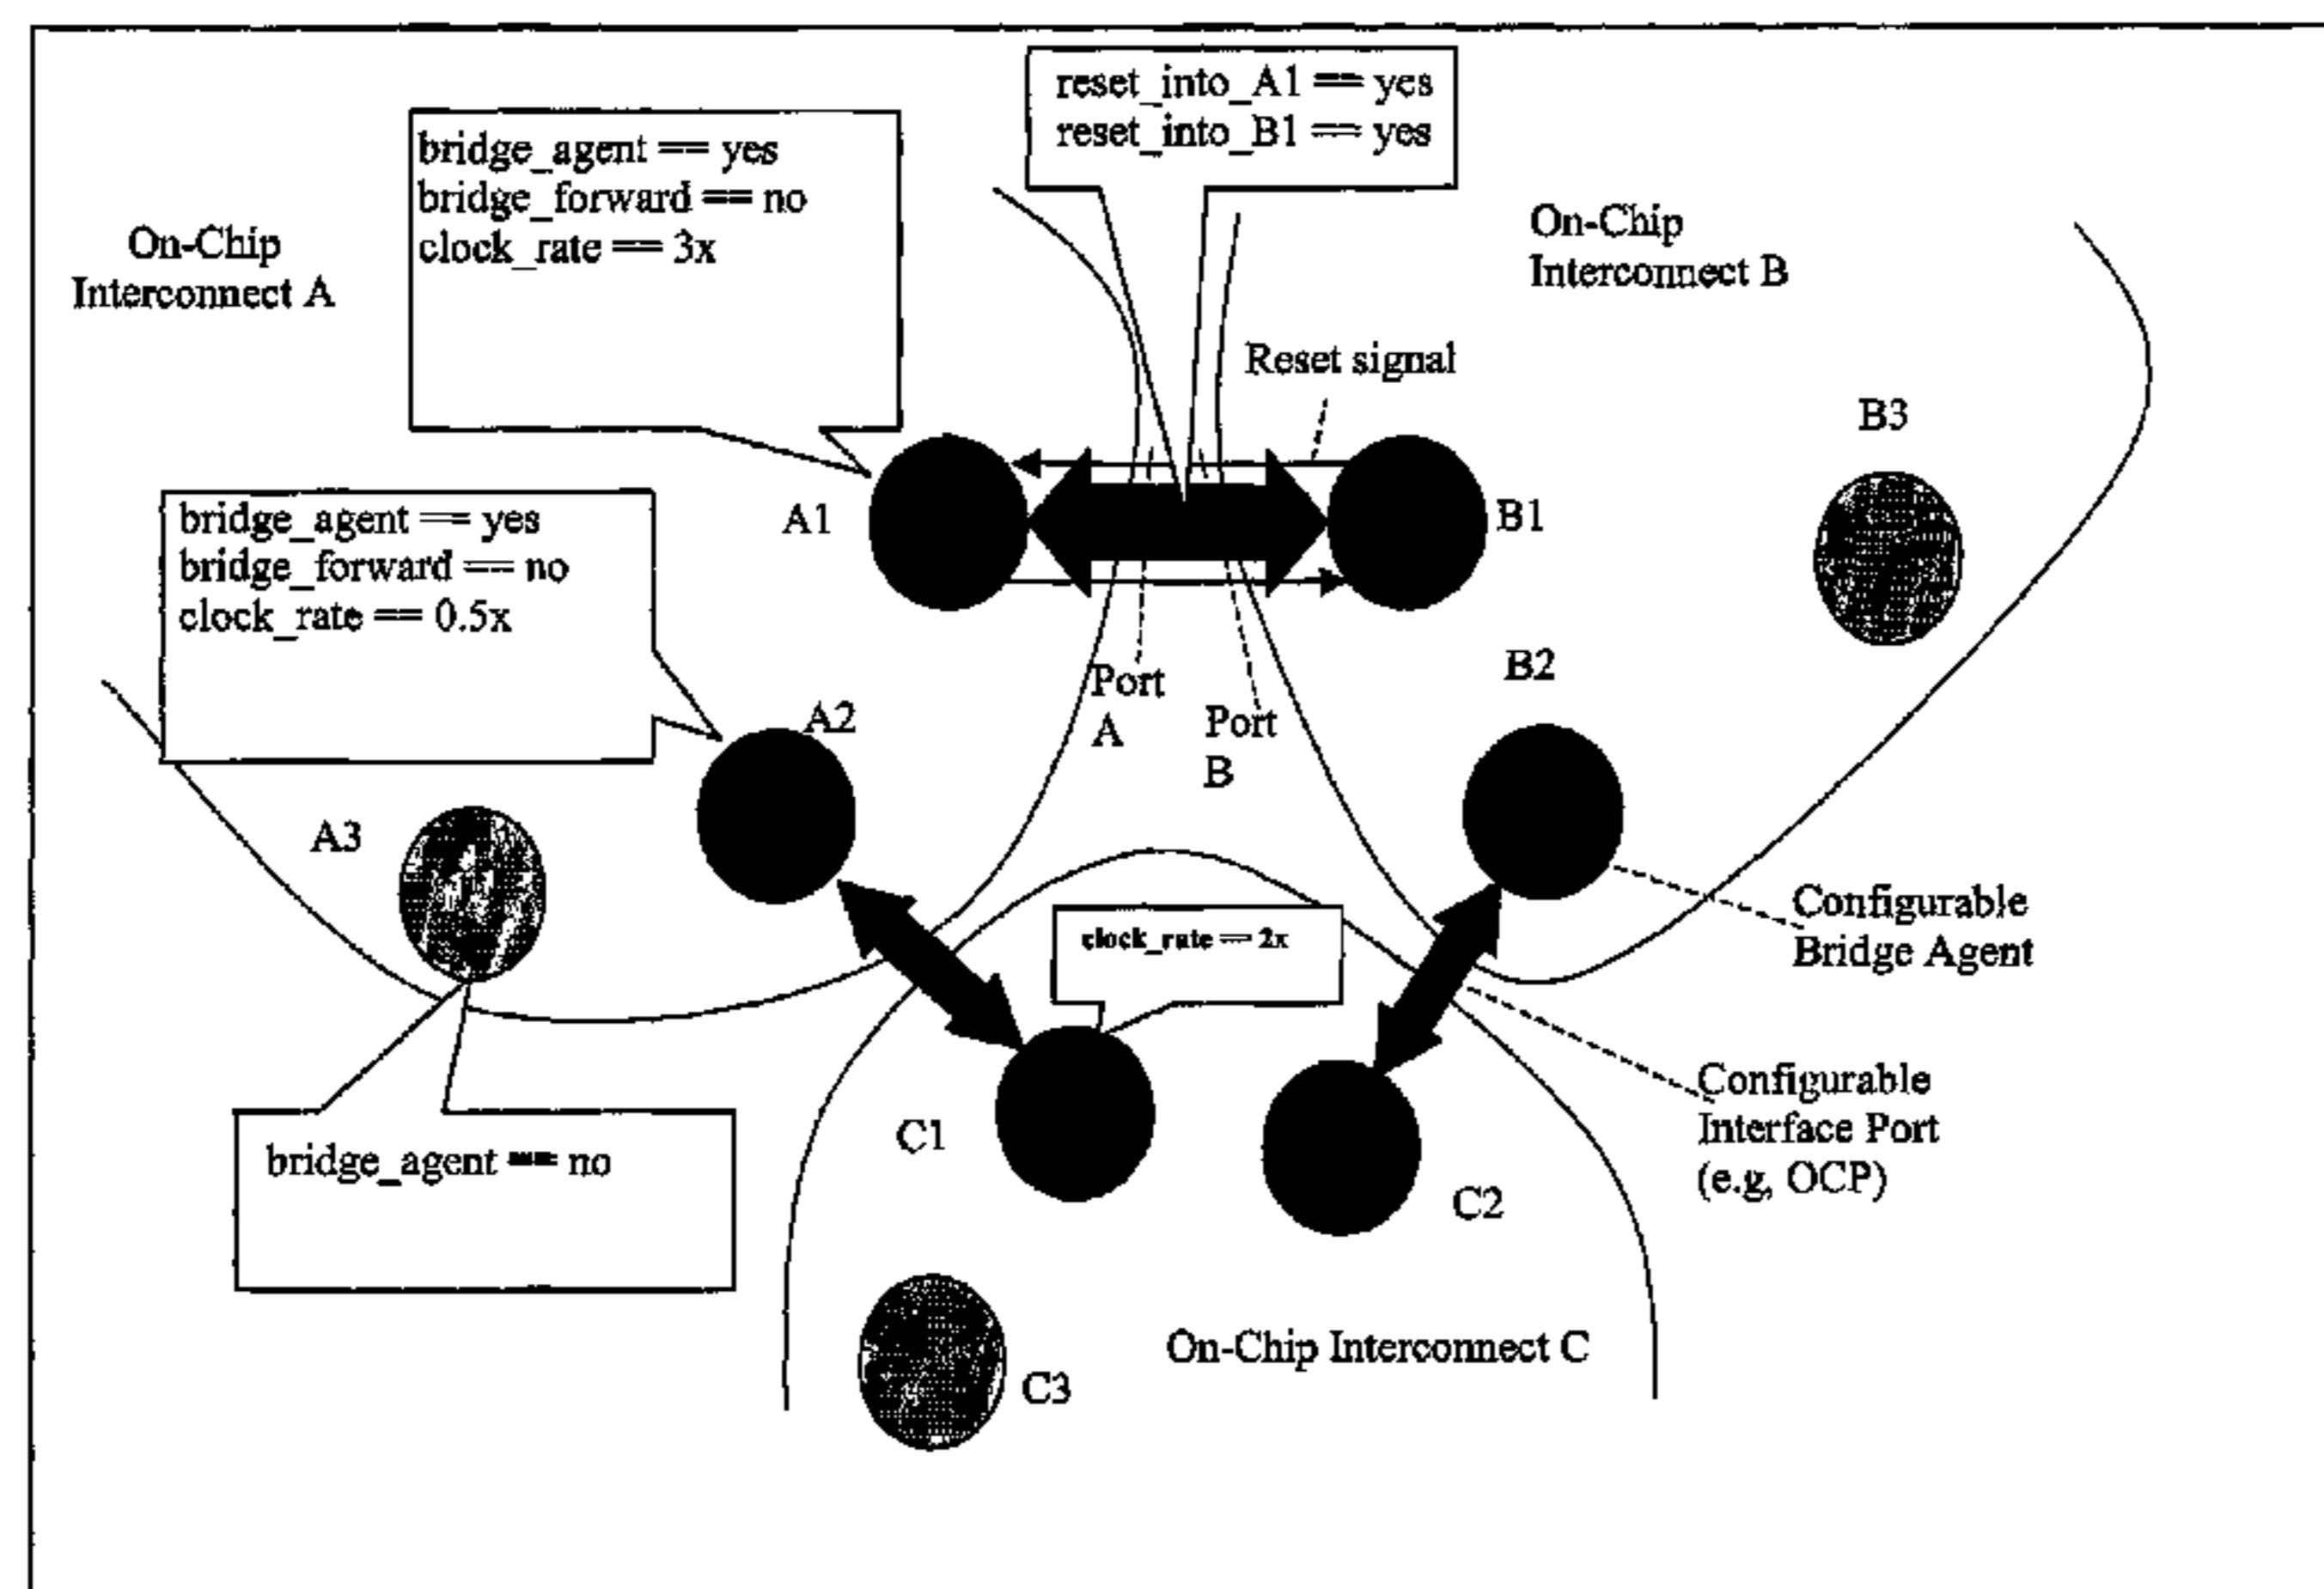 reset_into_A1 == yes
reset_into_B1 == yes
bridge_agent == yes
bridge_forward == no
clock_rate == 3x
On-Chip
Interconnect A
On-Chip
Interconnect B
Reset signal
B3
A1
B1
bridge_agent == yes
bridge_forward == no
clock_rate == 0.5x
B2
Port
A
A2
Port
B
A3
Configurable
Bridge Agent
clock_rate == 2x
Configurable
Interface Port
(e.g, OCP)
C1
bridge_agent == no
C2
On-Chip Interconnect C
C3